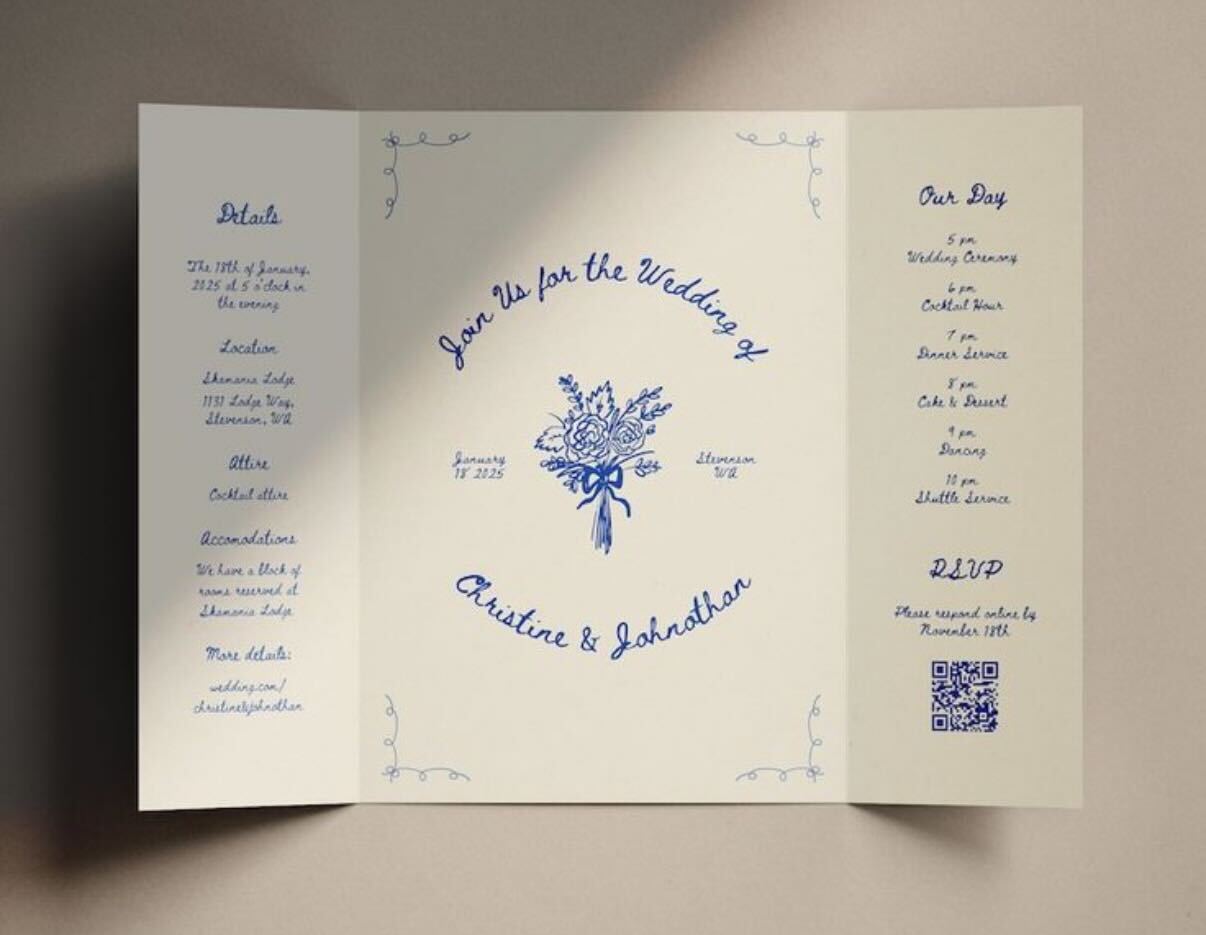 Details
The 18th of January,
2025 at 5 o'clock in
the evening
Location
Skamania Lodge
1131 Lodge Way,
Stevenson, WA
Attire
Cocktail attire
Accomodations
We have a block of
rooms reserved at
Skamania Lodge
More details:
wedding.com/
christine&johnothan
Join Us for the Wedding of
January
18 2025
Stevenson
WA
Christine & Johnothan
Our Day
5 pm
Wedding Ceremony
6 pm
Cocktail Hour
7 pm
Dinner Service
8 pm
Cake & Dessert
9 pm
Dancing
10 pm
Shuttle Service
RSVP
Please respond online by
November 18th